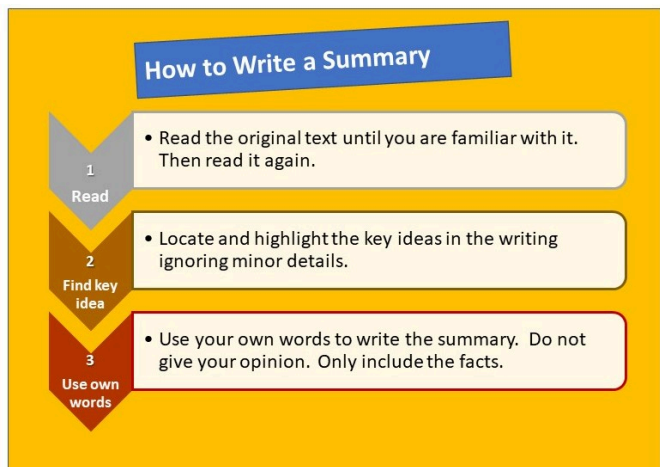 How to Write a Summary
1
Read
• Read the original text until you are familiar with it.
Then read it again.
2
Find key
idea
• Locate and highlight the key ideas in the writing
ignoring minor details.
3
Use own
words
• Use your own words to write the summary.  Do not
give your opinion.  Only include the facts.